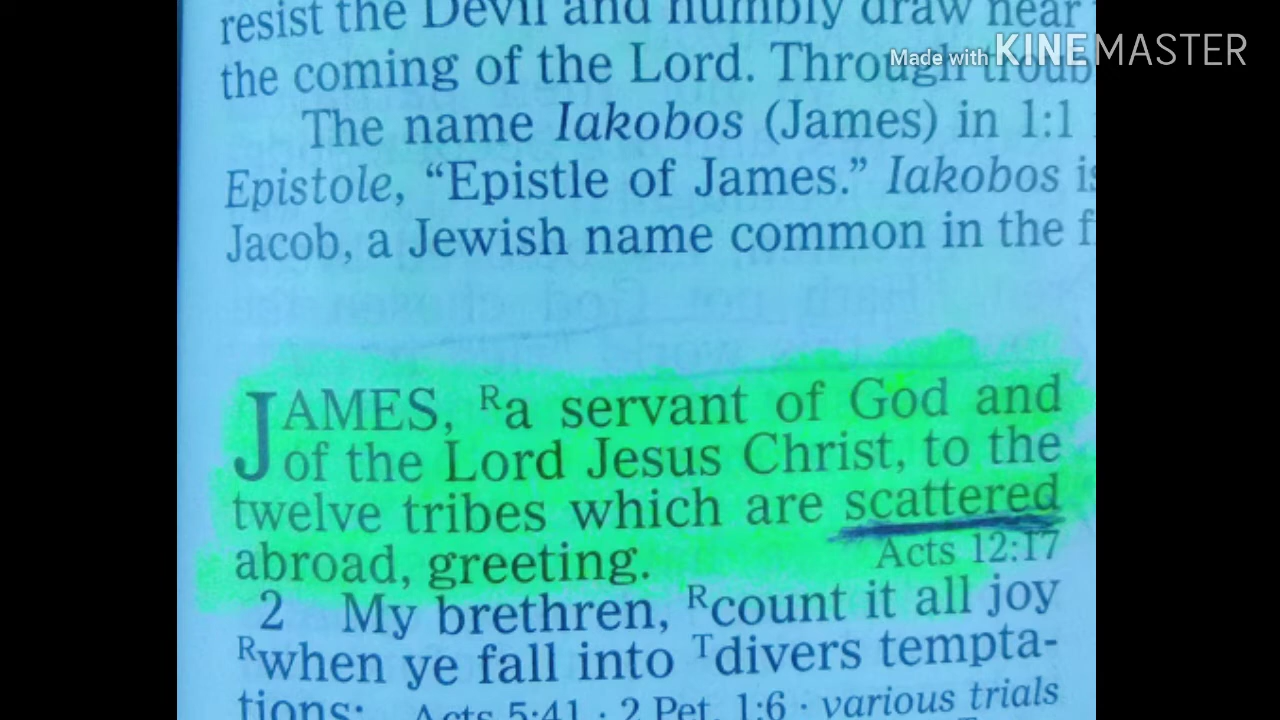 resist the Devil and humbly draw near
the coming of the Lord. Through
Made with KINEMASTER
The name Iakobos (James) in 1:1
Epistole, “Epistle of James.” Iakobos is
Jacob, a Jewish name common in the
JAMES, Ra servant of God and
of the Lord Jesus Christ, to the
twelve tribes which are scattered
abroad, greeting. Acts 12:17
2 My brethren, Rcount it all joy
Rwhen ye fall into Tdivers tempta-
tions: Acts 5:41 · 2 Pet. 1:6 · various trials